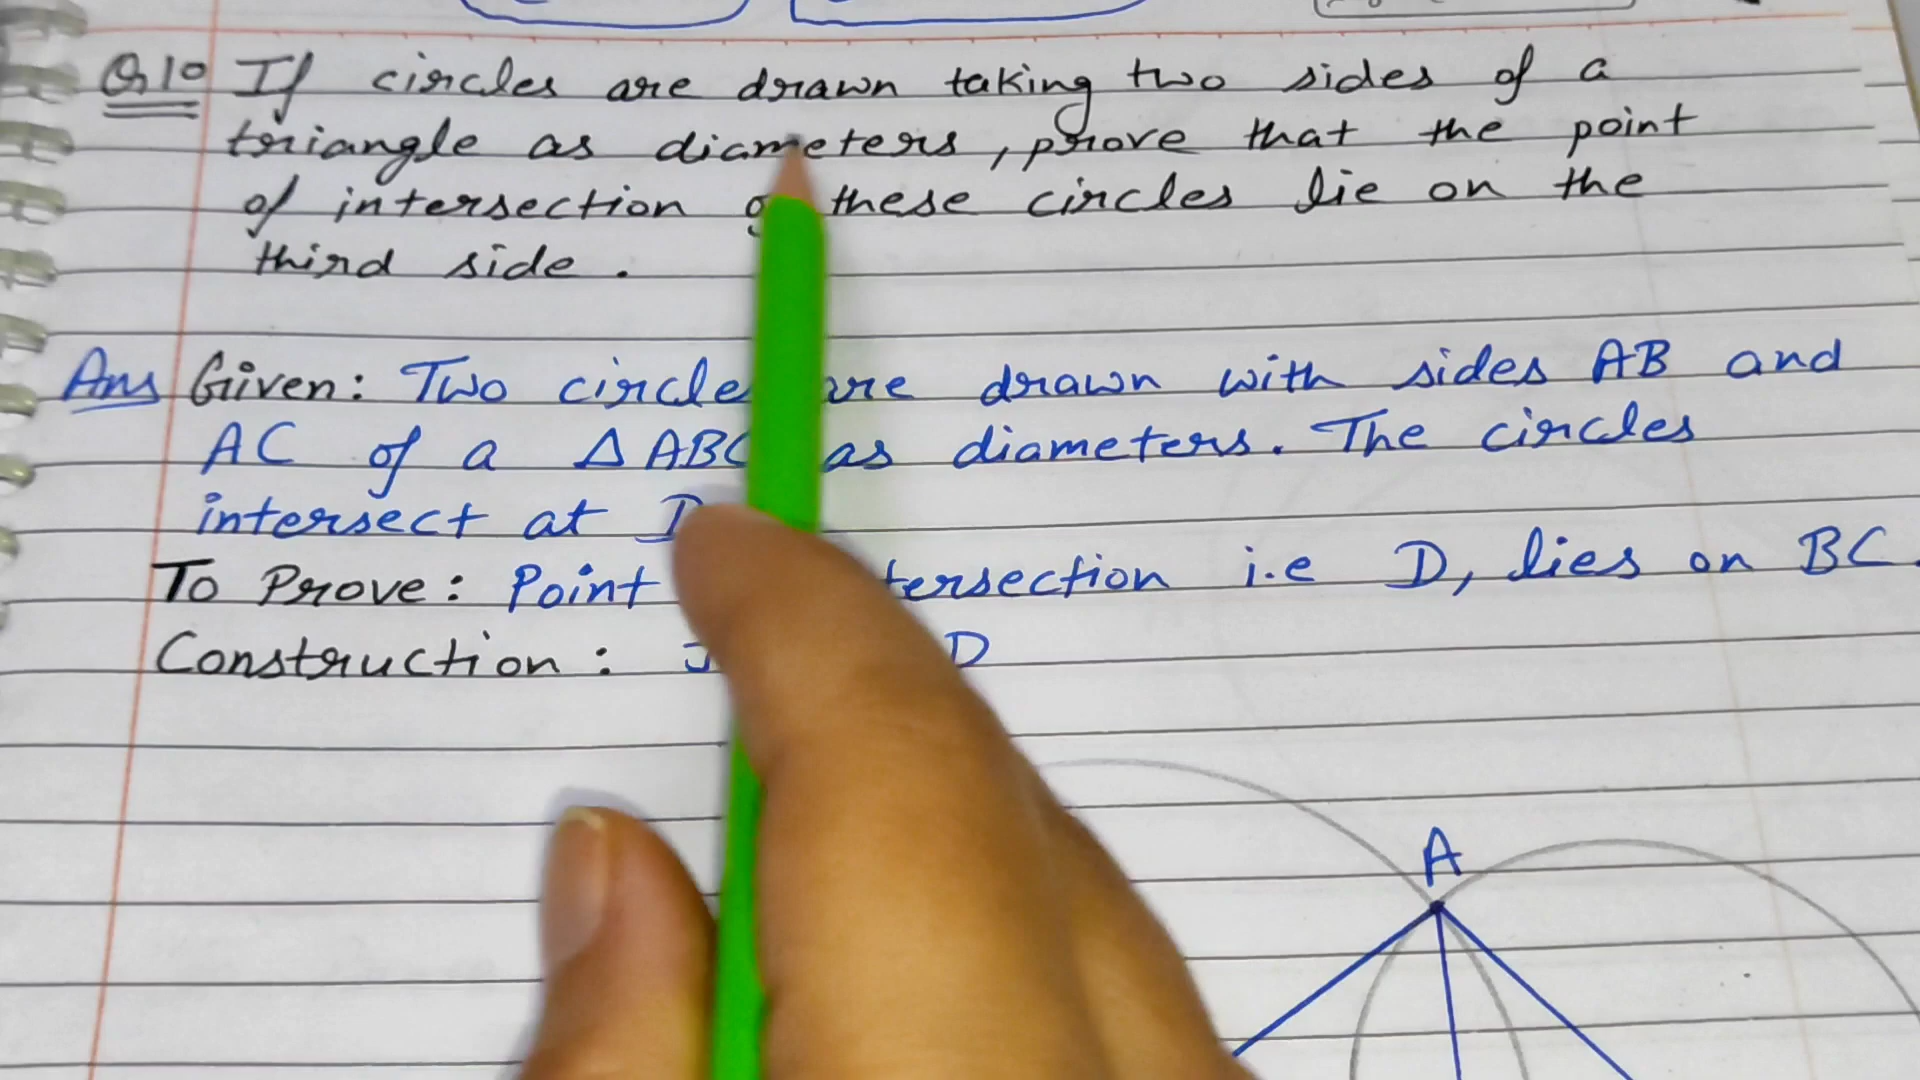 Q.10 If circles are drawn taking two sides of a
triangle as diameters, prove that the point
of intersection these circles lie on the
third side.
Ans Given: Two circle are drawn with sides AB and
AC of a △ ABC as diameters. The circles
intersect at D
To Prove: Point tersection i.e D, lies on BC.
Construction: J D
A